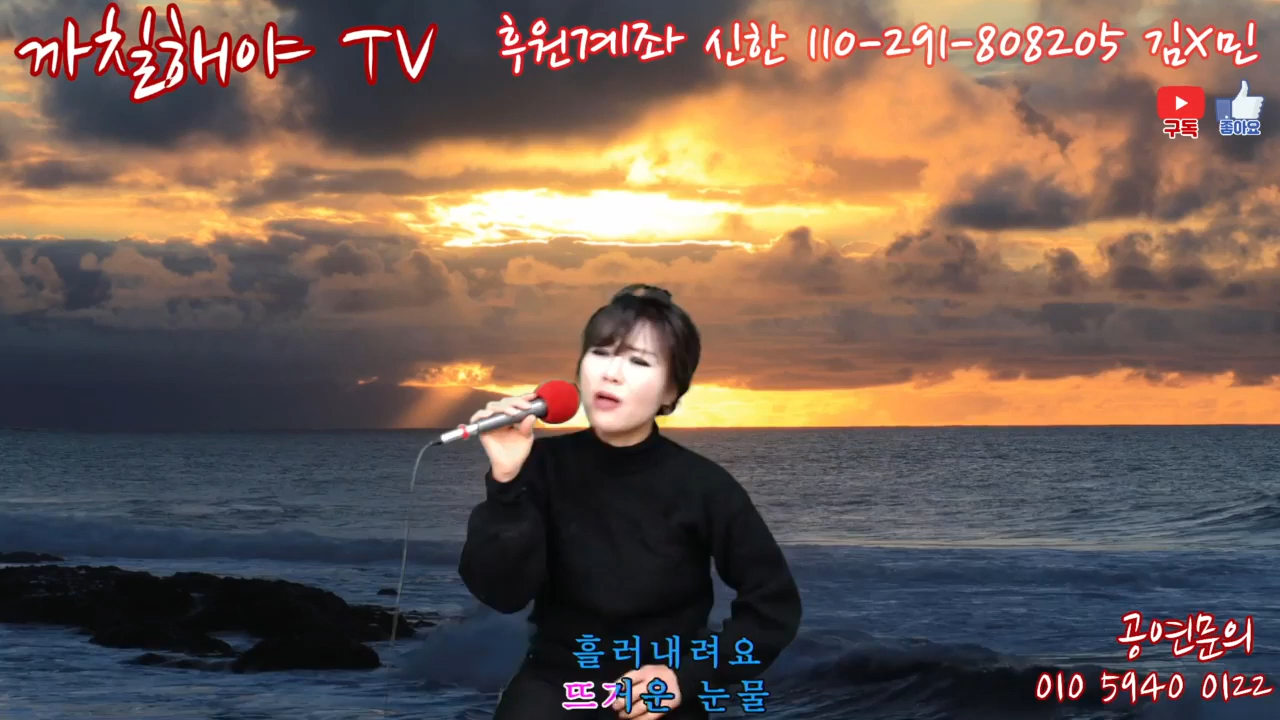 까칠해야 TV
후원계좌 신한 110-291-808205 김X민
구독
좋아요
흘러내려요
뜨거운 눈물
공연문의
010 5940 0122